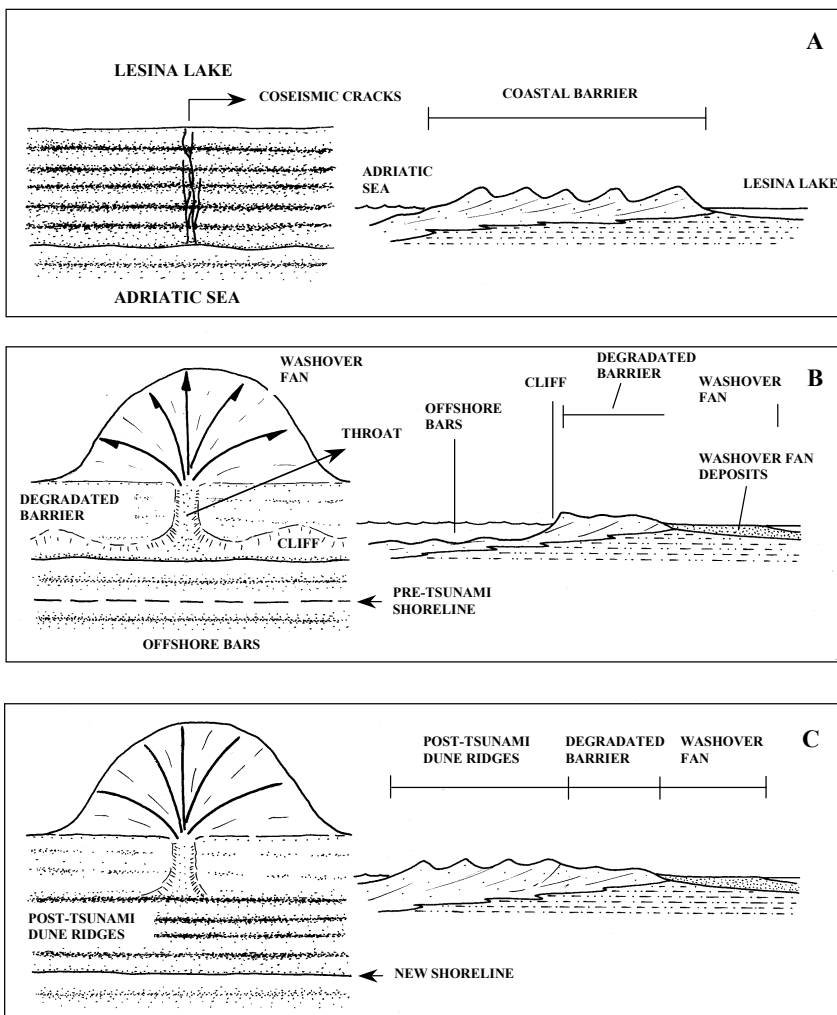 A
LESINA LAKE
COSEISMIC CRACKS
COASTAL BARRIER
ADRIATIC
SEA
LESINA LAKE
ADRIATIC SEA
B
WASHOVER
FAN
THROAT
DEGRADATED
BARRIER
CLIFF
PRE-TSUNAMI
SHORELINE
OFFSHORE BARS
OFFSHORE
BARS
CLIFF
DEGRADATED
BARRIER
WASHOVER
FAN
WASHOVER FAN
DEPOSITS
C
POST-TSUNAMI
DUNE RIDGES
NEW SHORELINE
POST-TSUNAMI
DUNE RIDGES
DEGRADATED
BARRIER
WASHOVER
FAN